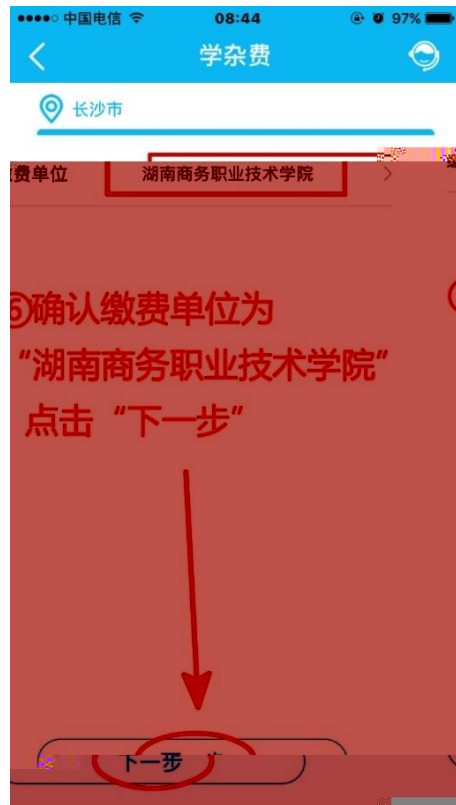 中国电信 08:44 97%
学杂费
长沙市
费单位 湖南商务职业技术学院 >
⑥确认缴费单位为
“湖南商务职业技术学院”
点击“下一步”
下一步